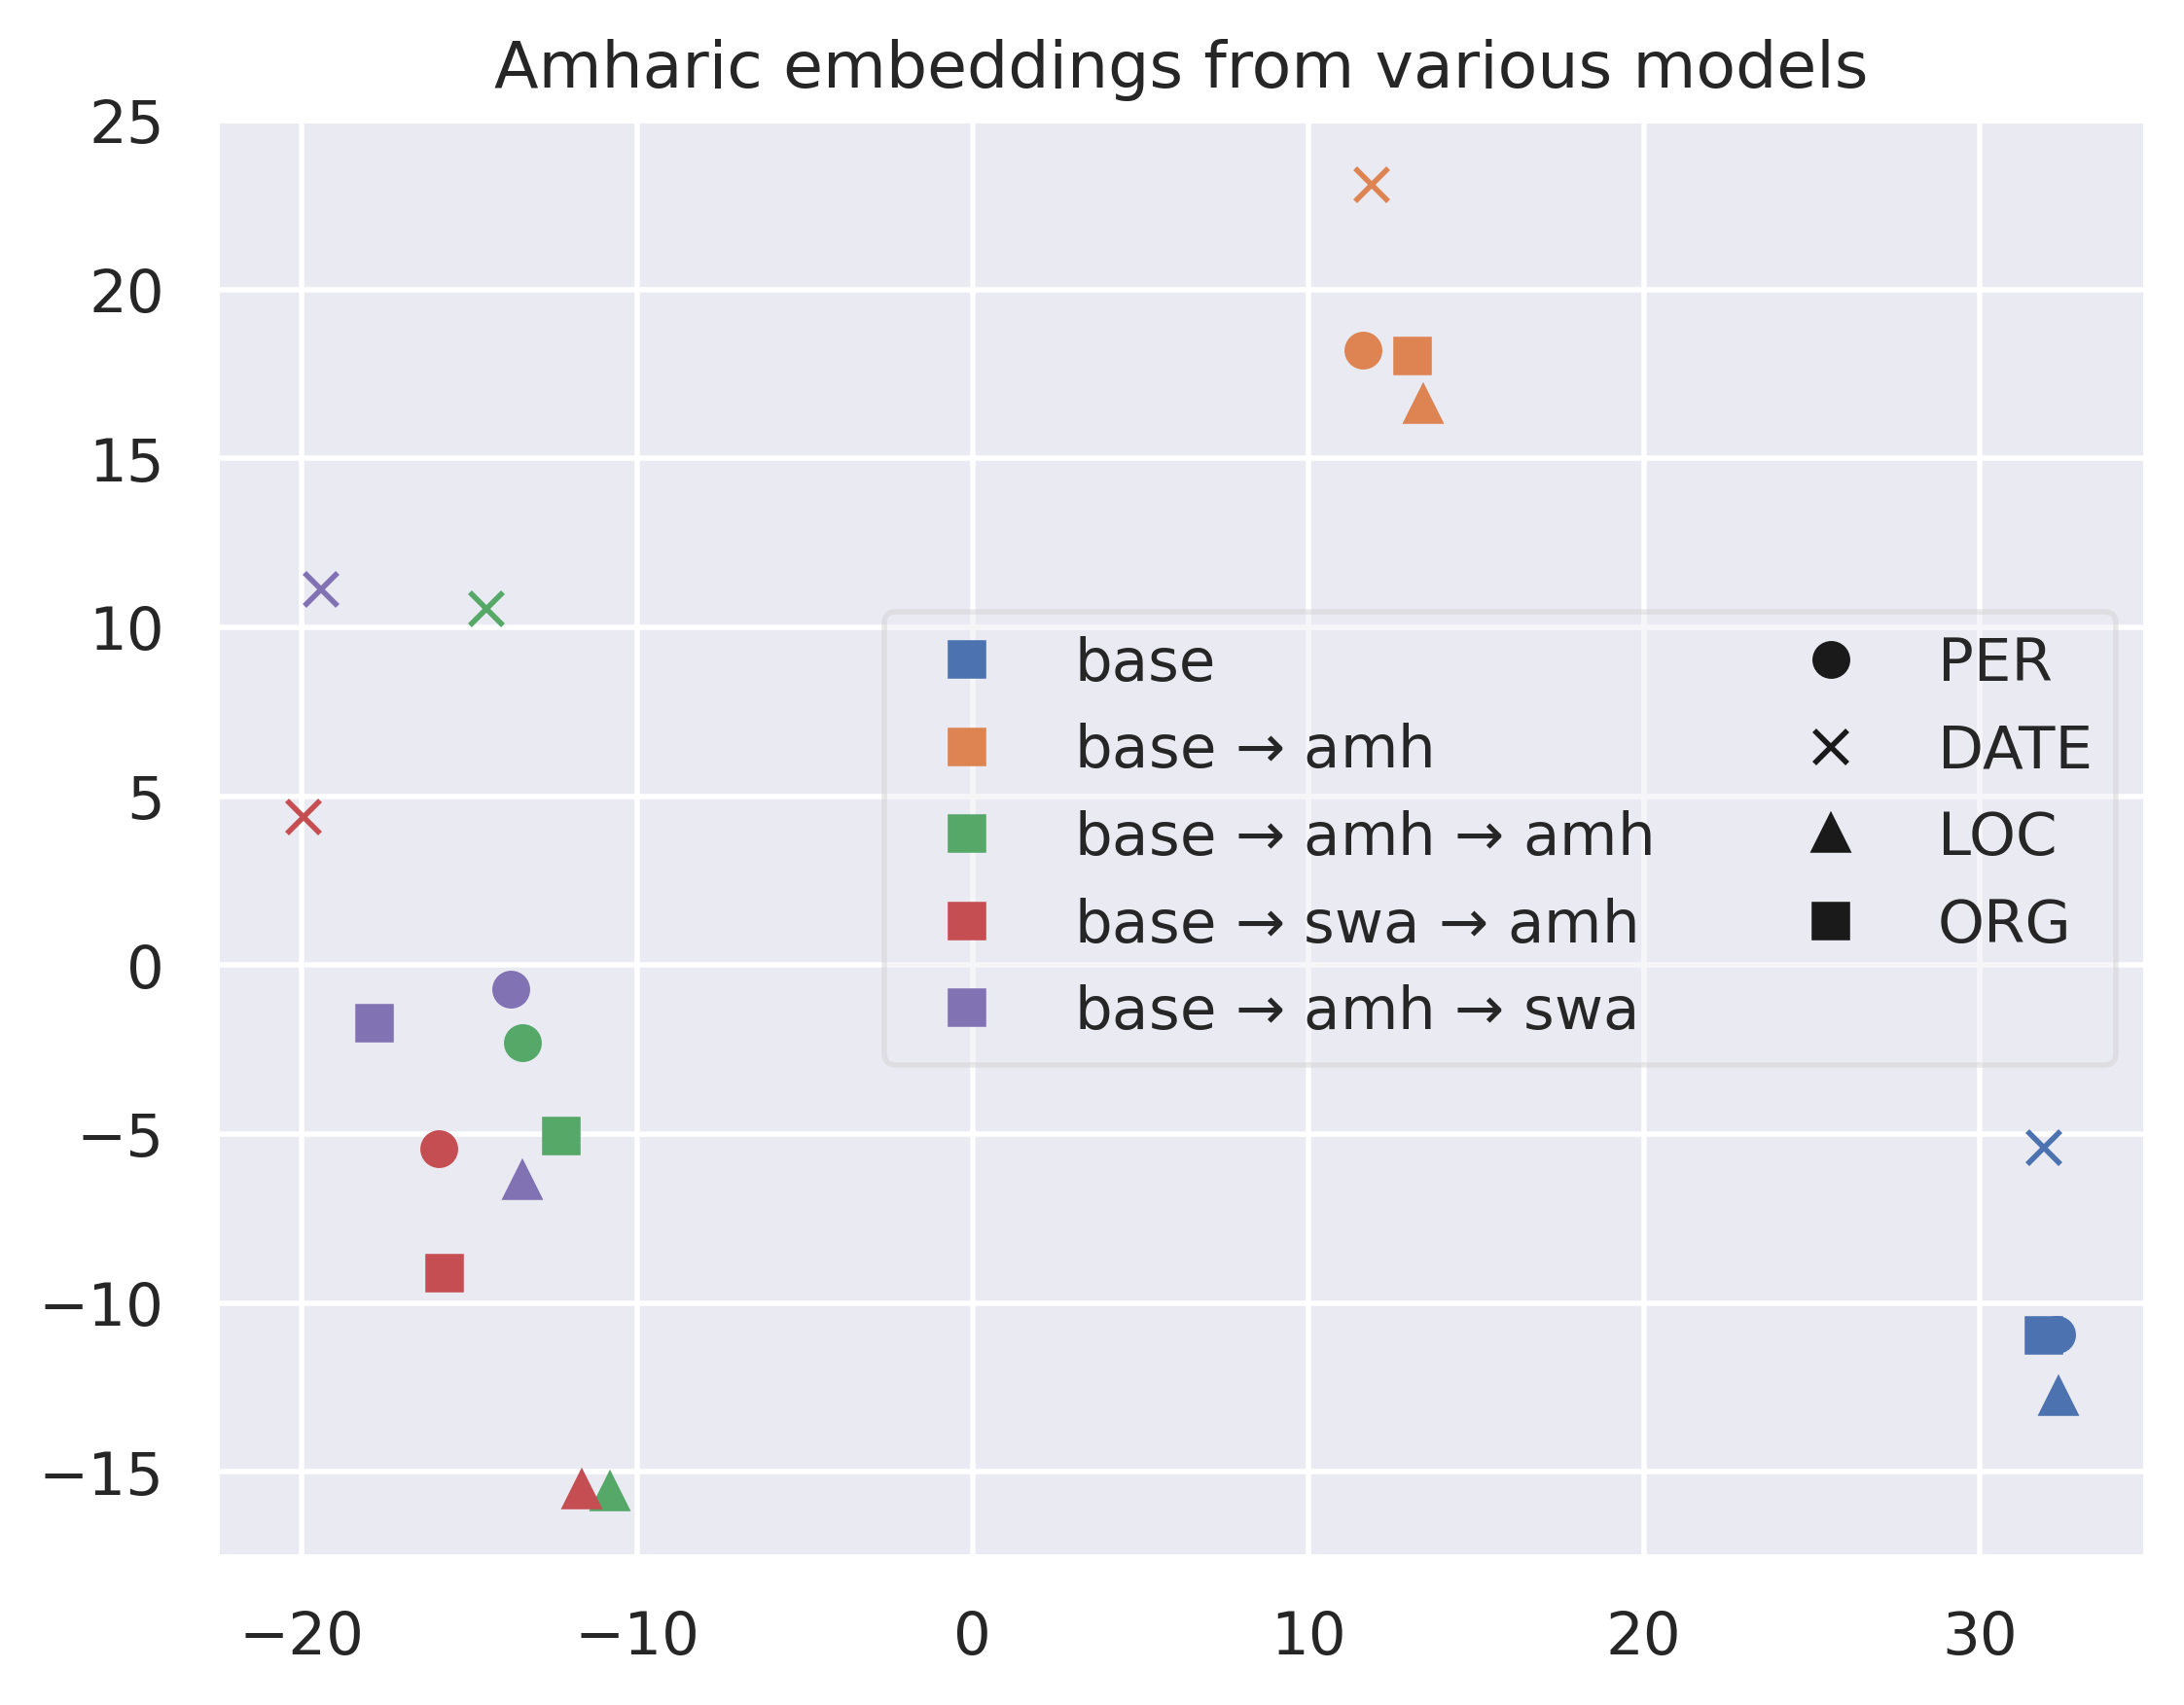 Amharic embeddings from various models
25
20
15
10
5
0
−5
−10
−15
base
base → amh
base → amh → amh
base → swa → amh
base → amh → swa
PER
DATE
LOC
ORG
−20 −10 0 10 20 30